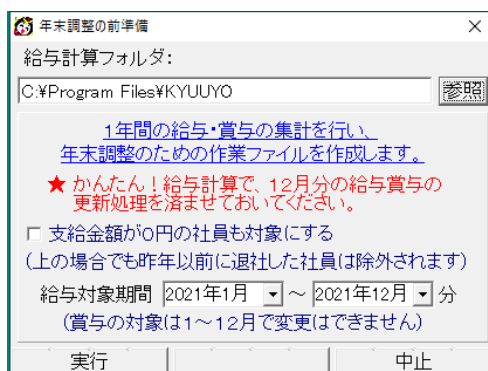 年末調整の前準備
給与計算フォルダ:
C:¥Program Files¥KYUUYO 参照
1年間の給与・賞与の集計を行い、
年末調整のための作業ファイルを作成します。
★ かんたん!給与計算で、12月分の給与賞与の
更新処理を済ませておいてください。
支給金額が0円の社員も対象にする
(上の場合でも昨年以前に退社した社員は除外されます)
給与対象期間 2021年1月 ~ 2021年12月 分
(賞与の対象は1~12月で変更はできません)
実行 中止